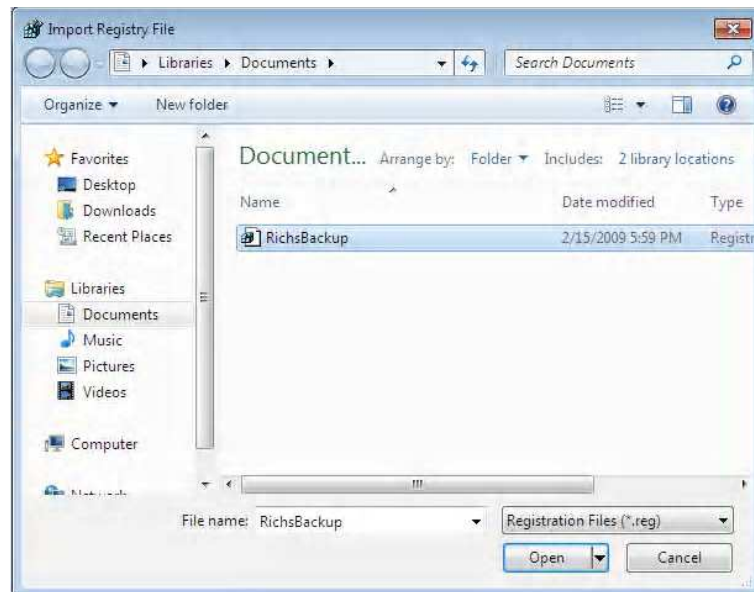 Import Registry File
Libraries Documents
Search Documents
Organize New folder
Favorites
Desktop
Downloads
Recent Places
Libraries
Documents
Music
Pictures
Videos
Computer
Document... Arrange by: Folder Includes: 2 library locations
Name Date modified Type
RichsBackup 2/15/2009 5:59 PM Registr
File name: RichsBackup Registration Files (*.reg)
Open Cancel